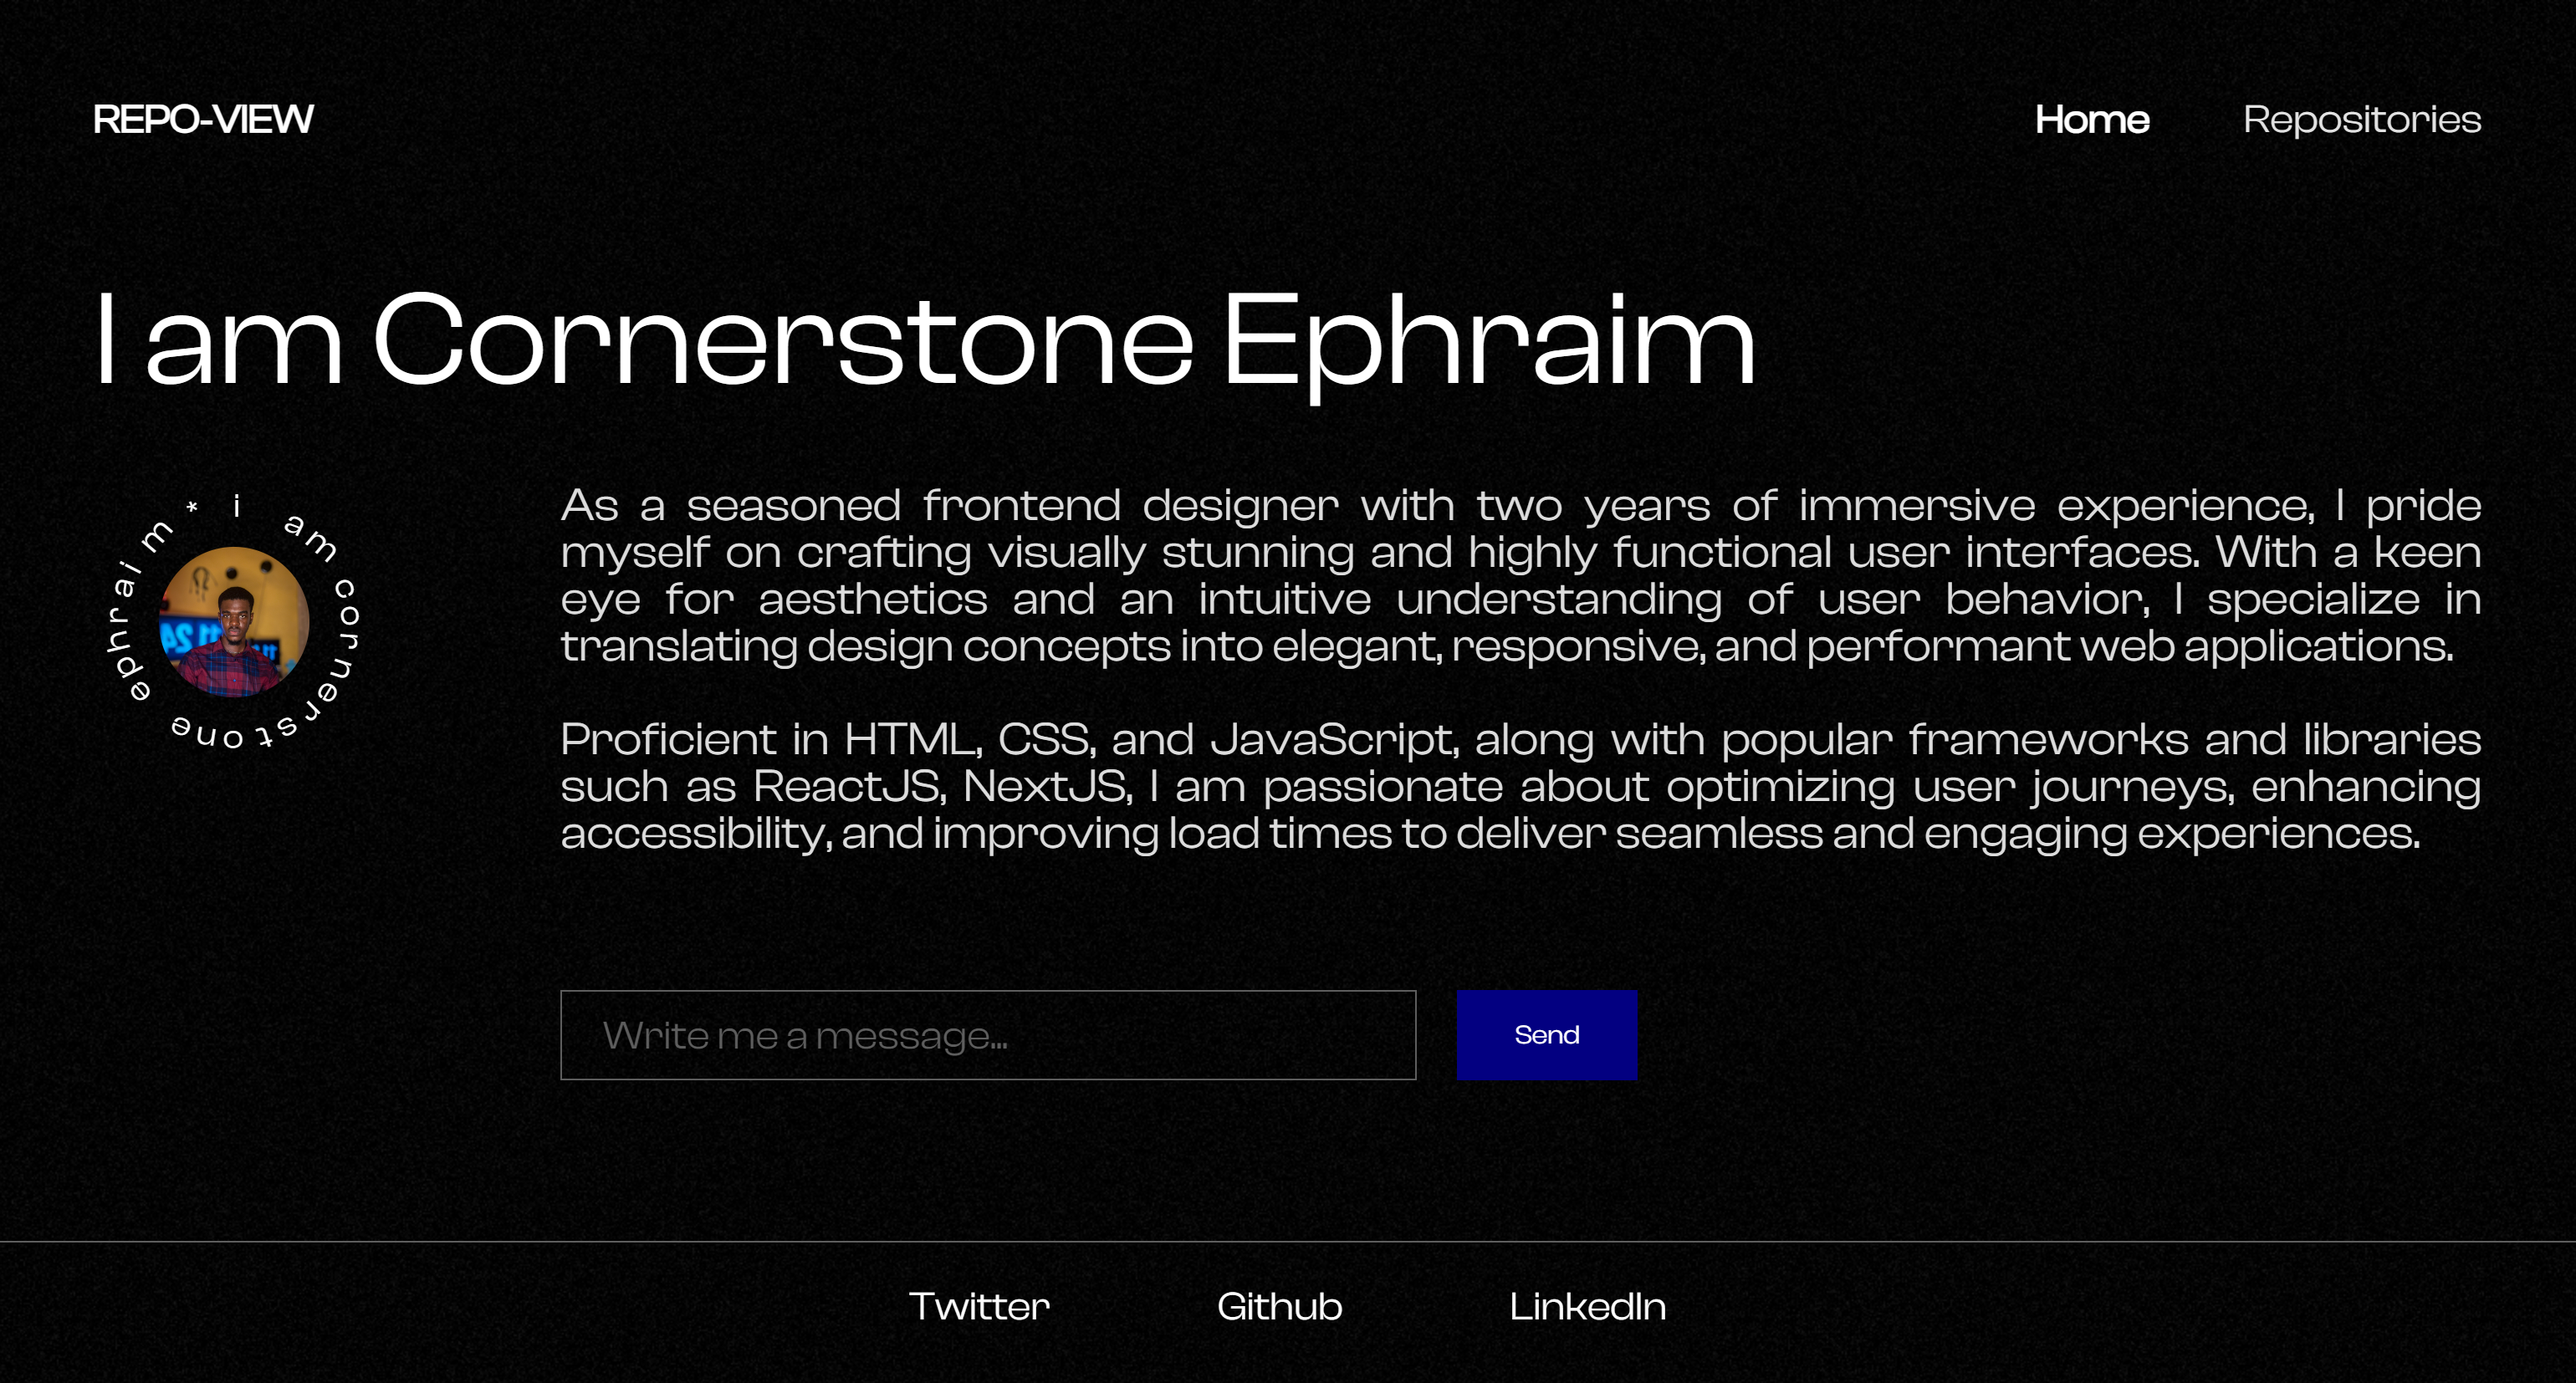 REPO-VIEW
Home
Repositories
I am Cornerstone Ephraim
i am cornerstone ephraim *
As a seasoned frontend designer with two years of immersive experience, I pride
myself on crafting visually stunning and highly functional user interfaces. With a keen
eye for aesthetics and an intuitive understanding of user behavior, I specialize in
translating design concepts into elegant, responsive, and performant web applications.
Proficient in HTML, CSS, and JavaScript, along with popular frameworks and libraries
such as ReactJS, NextJS, I am passionate about optimizing user journeys, enhancing
accessibility, and improving load times to deliver seamless and engaging experiences.
Write me a message...
Send
Twitter
Github
LinkedIn